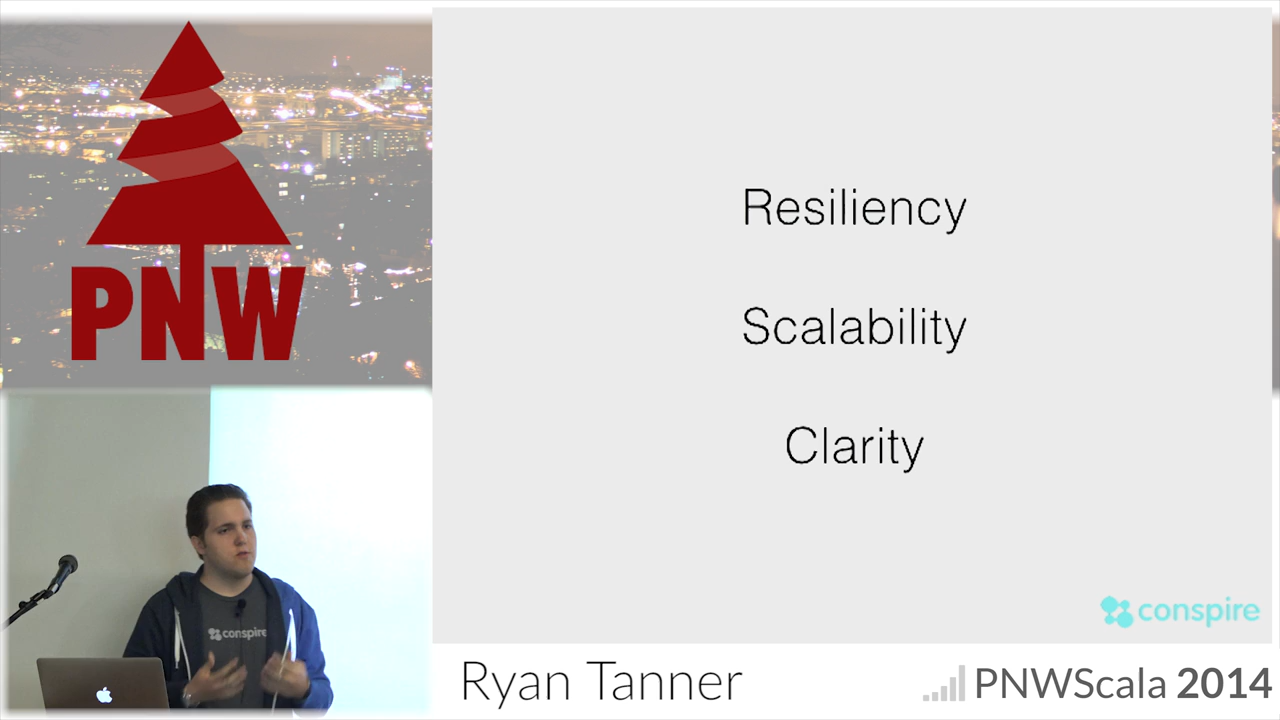 PNW
Resiliency
Scalability
Clarity
conspire
conspire
Ryan Tanner
PNWScala 2014